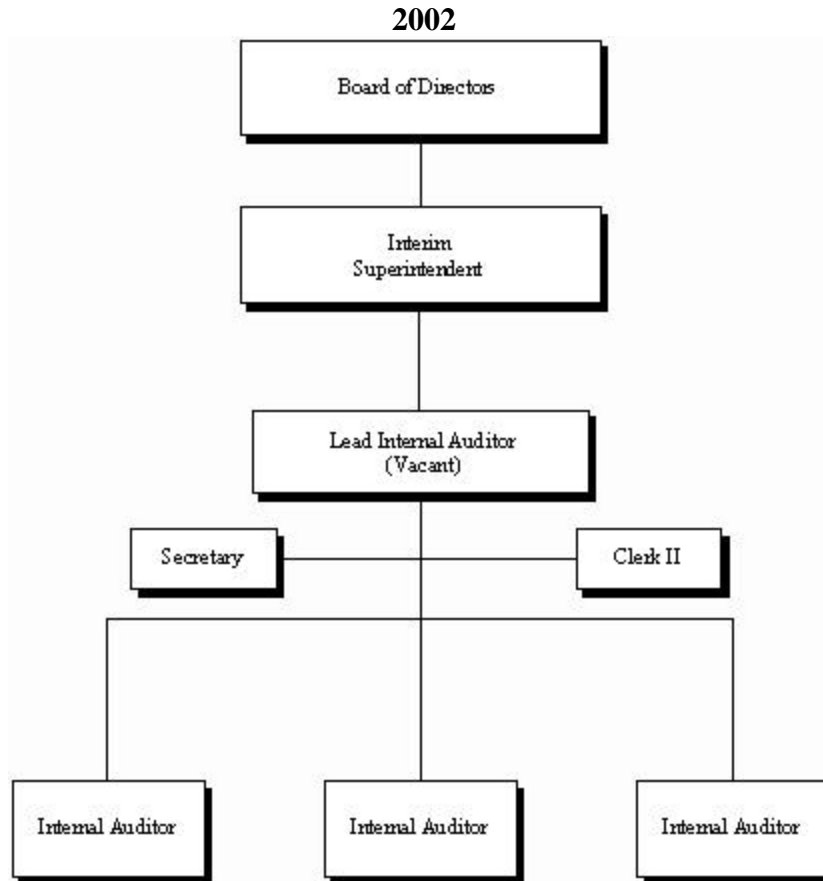 2002
Board of Directors
Interim
Superintendent
Lead Internal Auditor
(Vacant)
Secretary
Clerk II
Internal Auditor
Internal Auditor
Internal Auditor